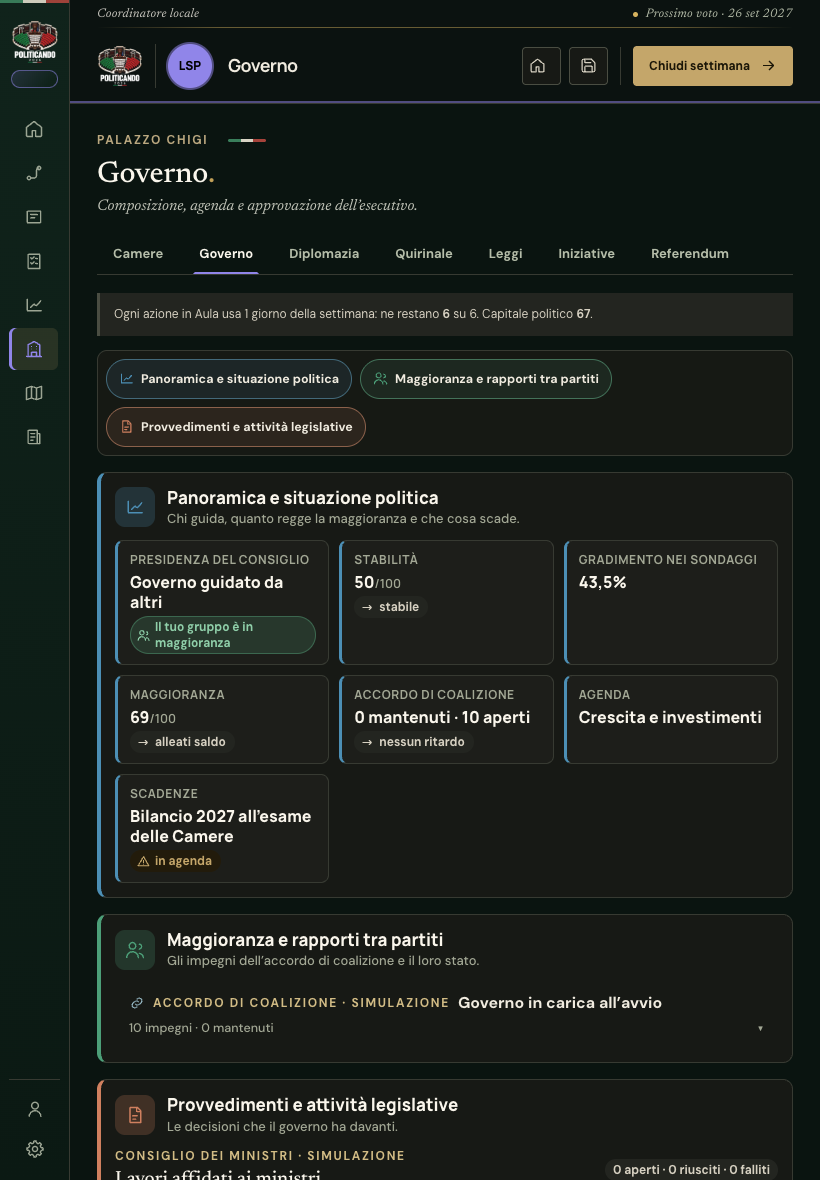 Coordinatore locale
Prossimo voto · 26 set 2027
POLITICANDO
POLITICANDO
LSP
Governo
Chiudi settimana →
PALAZZO CHIGI
Governo.
Composizione, agenda e approvazione dell'esecutivo.
Camere
Governo
Diplomazia
Quirinale
Leggi
Iniziative
Referendum
Ogni azione in Aula usa 1 giorno della settimana: ne restano 6 su 6. Capitale politico 67.
Panoramica e situazione politica
Maggioranza e rapporti tra partiti
Provvedimenti e attività legislative
Panoramica e situazione politica
Chi guida, quanto regge la maggioranza e che cosa scade.
PRESIDENZA DEL CONSIGLIO
Governo guidato da
altri
Il tuo gruppo è in
maggioranza
STABILITÀ
50/100
→ stabile
GRADIMENTO NEI SONDAGGI
43,5%
MAGGIORANZA
69/100
→ alleati saldo
ACCORDO DI COALIZIONE
0 mantenuti · 10 aperti
→ nessun ritardo
AGENDA
Crescita e investimenti
SCADENZE
Bilancio 2027 all'esame
delle Camere
in agenda
Maggioranza e rapporti tra partiti
Gli impegni dell'accordo di coalizione e il loro stato.
ACCORDO DI COALIZIONE · SIMULAZIONE Governo in carica all'avvio
10 impegni · 0 mantenuti
Provvedimenti e attività legislative
Le decisioni che il governo ha davanti.
CONSIGLIO DEI MINISTRI · SIMULAZIONE
Lavori affidati ai ministri
0 aperti · 0 riusciti · 0 falliti